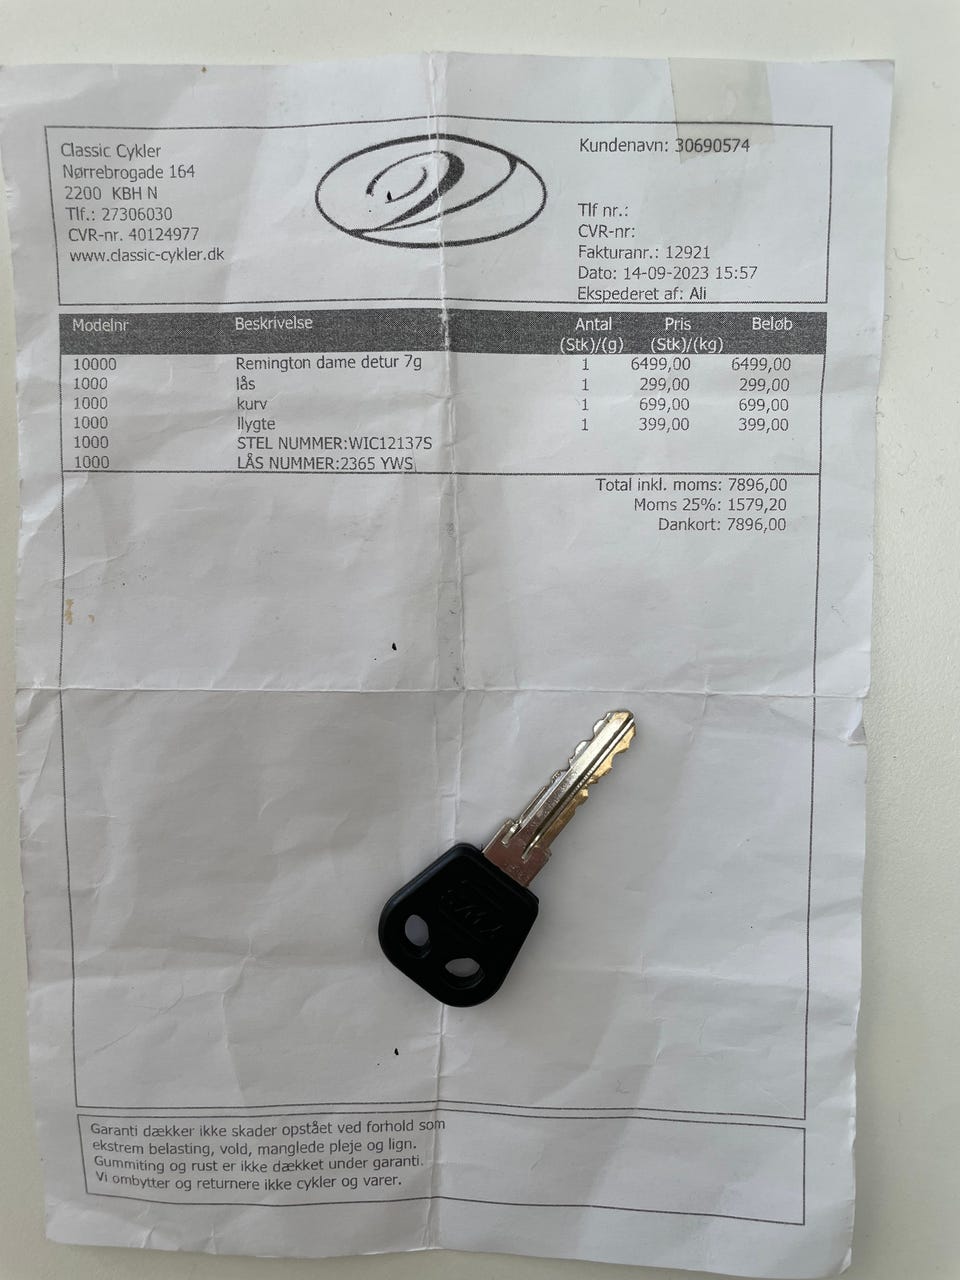 Classic Cykler
Nørrebrogade 164
2200 KBH N
Tlf.: 27306030
CVR-nr. 40124977
www.classic-cykler.dk
Kundenavn: 30690574
Tlf nr.:
CVR-nr:
Fakturanr.: 12921
Dato: 14-09-2023 15:57
Ekspederet af: Ali
Modelnr Beskrivelse Antal Pris Beløb
(Stk)/(g) (Stk)/(kg)
10000 Remington dame detur 7g 1 6499,00 6499,00
1000 lås 1 299,00 299,00
1000 kurv 1 699,00 699,00
1000 llygte 1 399,00 399,00
1000 STEL NUMMER:WIC12137S
1000 LÅS NUMMER:2365 YWS
Total inkl. moms: 7896,00
Moms 25%: 1579,20
Dankort: 7896,00
Garanti dækker ikke skader opstået ved forhold som
ekstrem belasting, vold, manglede pleje og lign.
Gummiting og rust er ikke dækket under garanti.
Vi ombytter og returnere ikke cykler og varer.